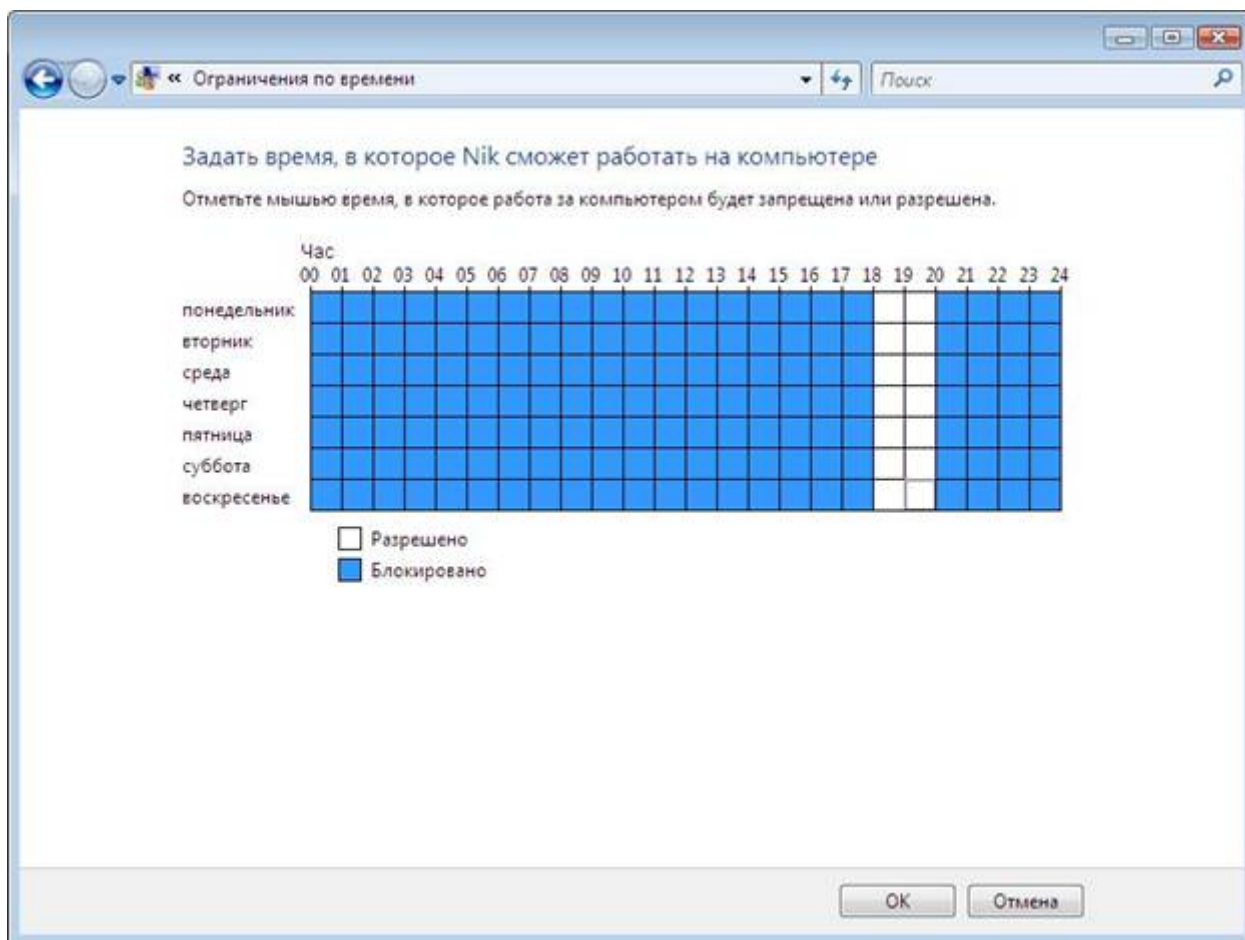 « Ограничения по времени
Поиск
Задать время, в которое Nik сможет работать на компьютере
Отметьте мышью время, в которое работа за компьютером будет запрещена или разрешена.
Час
00 01 02 03 04 05 06 07 08 09 10 11 12 13 14 15 16 17 18 19 20 21 22 23 24
понедельник
вторник
среда
четверг
пятница
суббота
воскресенье
Разрешено
Блокировано
ОК Отмена